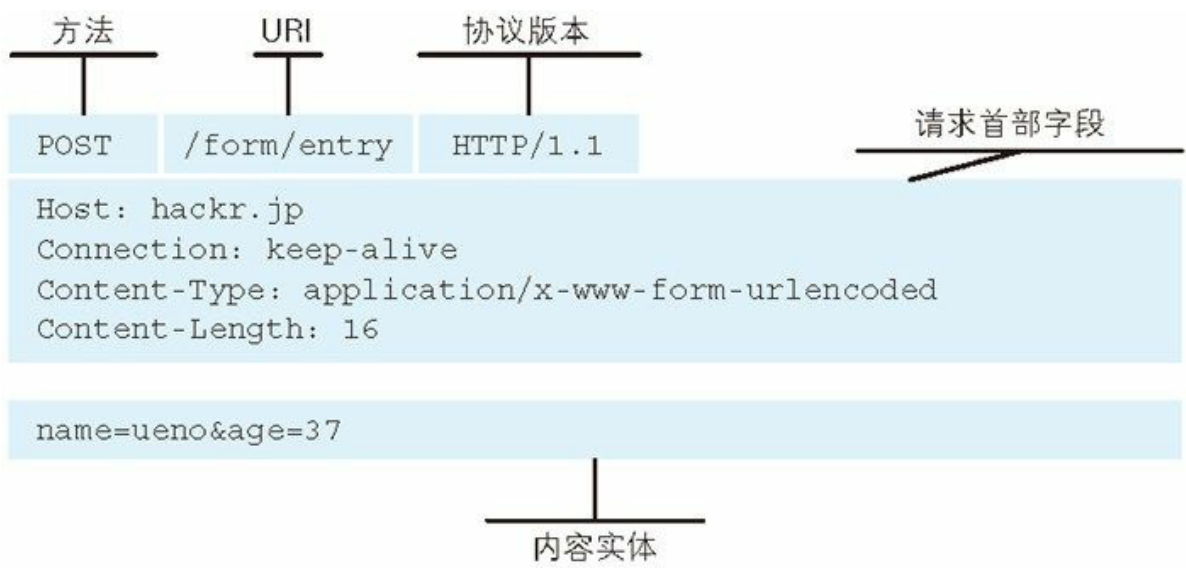 方法 URI 协议版本
请求首部字段
POST /form/entry HTTP/1.1
Host: hackr.jp
Connection: keep-alive
Content-Type: application/x-www-form-urlencoded
Content-Length: 16
name=ueno&age=37
内容实体